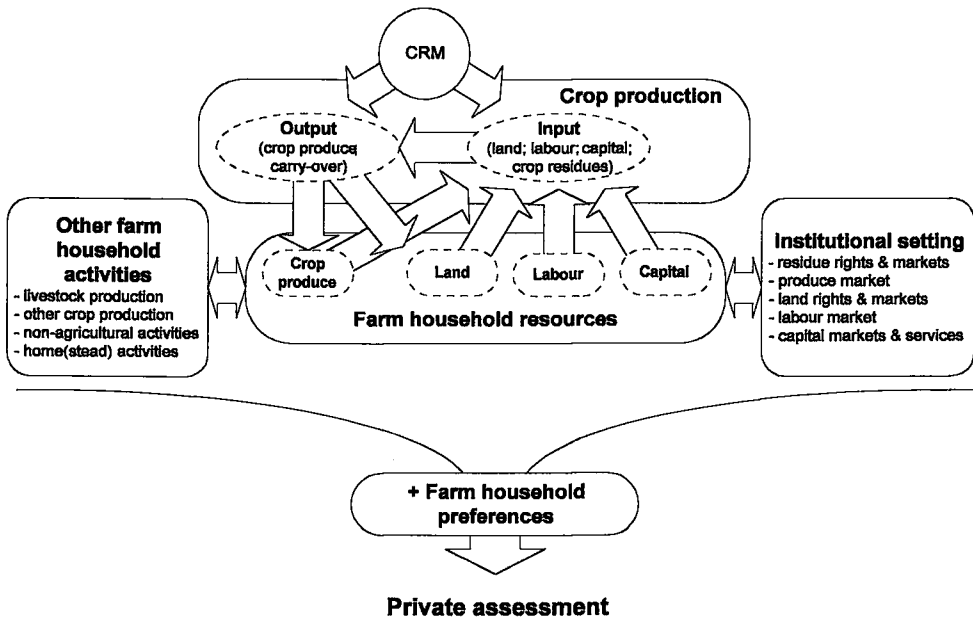 CRM
Crop production
Output
(crop produce
carry-over)
Input
(land; labour; capital;
crop residues)
Other farm
household
activities
- livestock production
- other crop production
- non-agricultural activities
- home(stead) activities
Crop
produce
Land
Labour
Capital
Farm household resources
Institutional setting
- residue rights & markets
- produce market
- land rights & markets
- labour market
- capital markets & services
+ Farm household
preferences
Private assessment